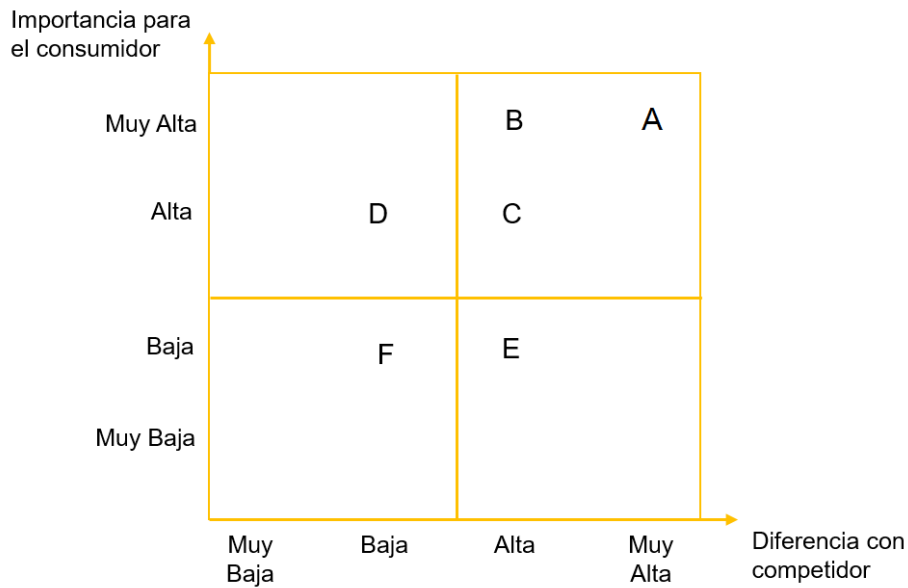 Importancia para
el consumidor
Muy Alta
B
A
Alta
D
C
Baja
F
E
Muy Baja
Muy
Baja
Baja
Alta
Muy
Alta
Diferencia con
competidor